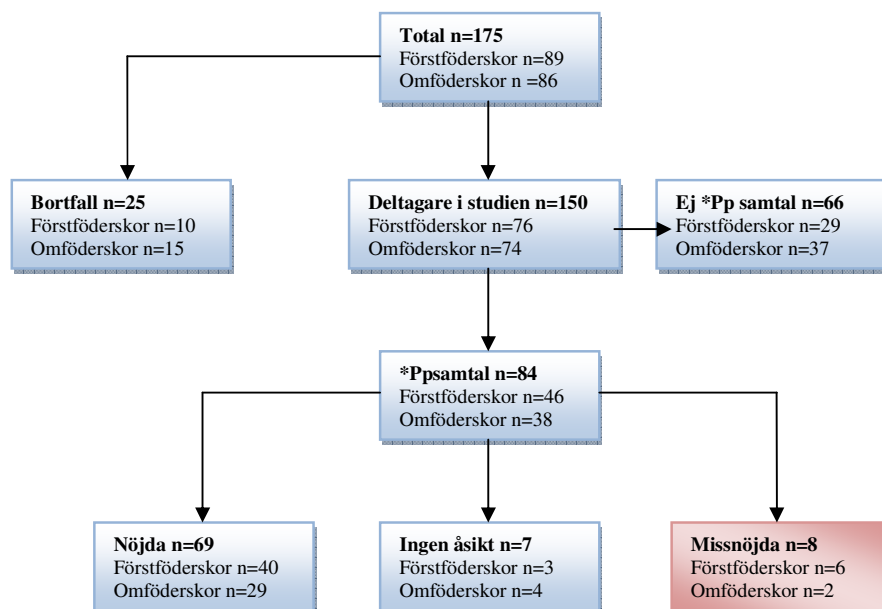 Total n=175
Förstföderskor n=89
Omföderskor n =86
Bortfall n=25
Förstföderskor n=10
Omföderskor n=15
Deltagare i studien n=150
Förstföderskor n=76
Omföderskor n=74
Ej *Pp samtal n=66
Förstföderskor n=29
Omföderskor n=37
*Ppsamtal n=84
Förstföderskor n=46
Omföderskor n=38
Nöjda n=69
Förstföderskor n=40
Omföderskor n=29
Ingen åsikt n=7
Förstföderskor n=3
Omföderskor n=4
Missnöjda n=8
Förstföderskor n=6
Omföderskor n=2